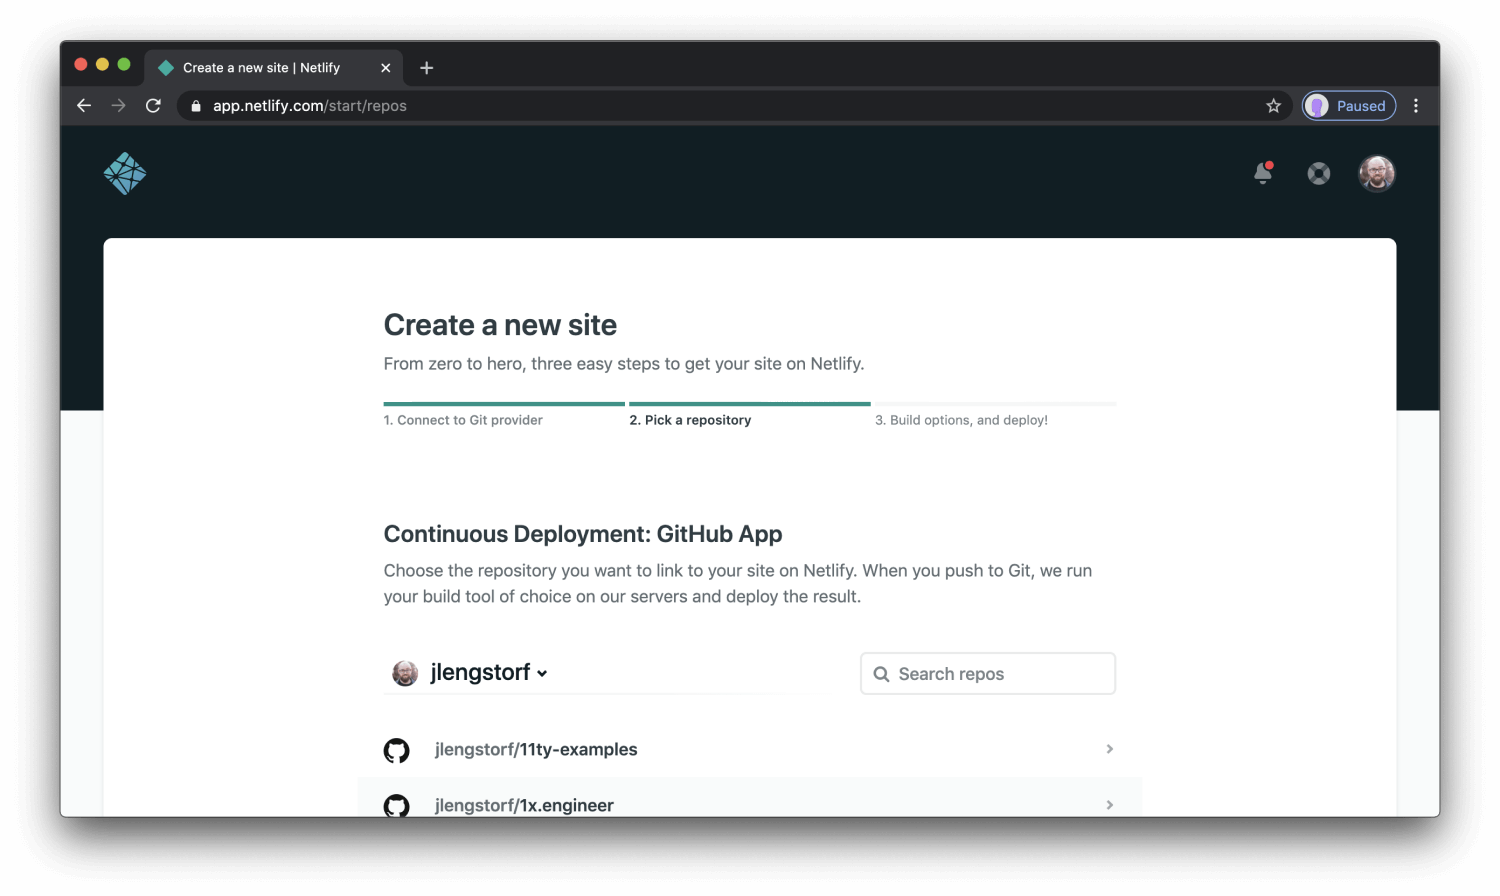 Create a new site | Netlify
app.netlify.com/start/repos
Paused
Create a new site
From zero to hero, three easy steps to get your site on Netlify.
1. Connect to Git provider
2. Pick a repository
3. Build options, and deploy!
Continuous Deployment: GitHub App
Choose the repository you want to link to your site on Netlify. When you push to Git, we run
your build tool of choice on our servers and deploy the result.
jlengstorf
Search repos
jlengstorf/11ty-examples
jlengstorf/1x.engineer